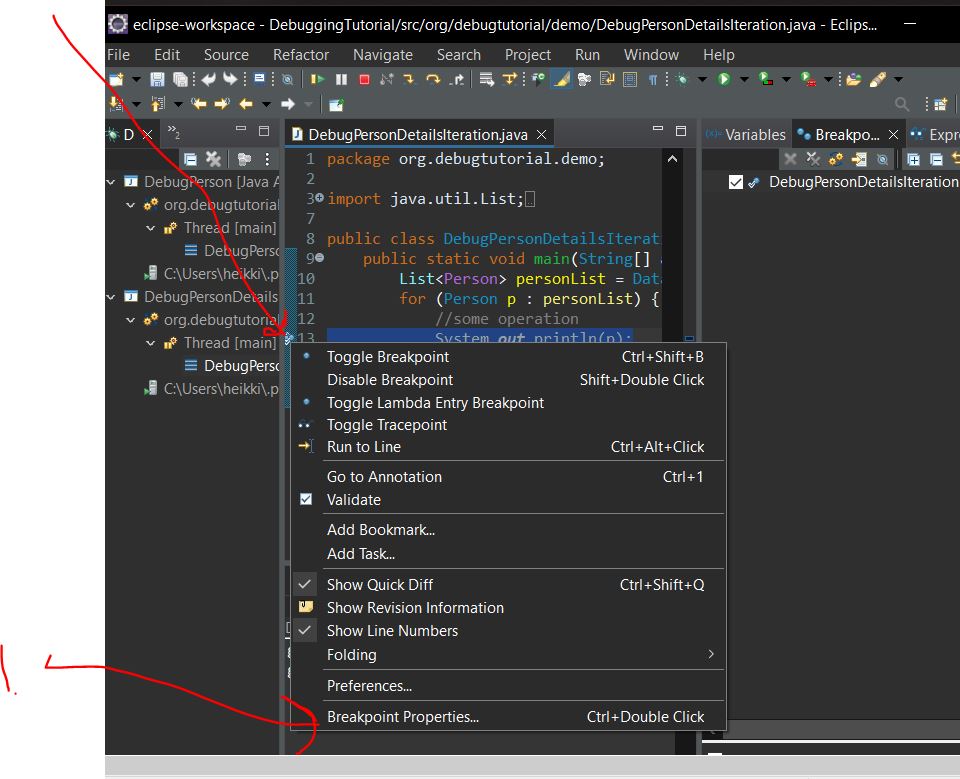 eclipse-workspace - DebuggingTutorial/src/org/debugtutorial/demo/DebugPersonDetailsIteration.java - Eclips...
File Edit Source Refactor Navigate Search Project Run Window Help
D
DebugPersonDetailsIteration.java
Variables
Breakpo...
Expre
DebugPerson [Java A
org.debugtutorial
Thread [main]
DebugPerso
C:\Users\heikki\.p
DebugPersonDetails
org.debugtutorial
Thread [main]
DebugPerso
C:\Users\heikki\.p
1 package org.debugtutorial.demo;
2
3 import java.util.List;
7
8 public class DebugPersonDetailsIterati
9 public static void main(String[] a
10 List<Person> personList = Data
11 for (Person p : personList) {
12 //some operation
13 System.out.println(p);
DebugPersonDetailsIteration
Toggle Breakpoint Ctrl+Shift+B
Disable Breakpoint Shift+Double Click
Toggle Lambda Entry Breakpoint
Toggle Tracepoint
Run to Line Ctrl+Alt+Click
Go to Annotation Ctrl+1
Validate
Add Bookmark...
Add Task...
Show Quick Diff Ctrl+Shift+Q
Show Revision Information
Show Line Numbers
Folding
Preferences...
Breakpoint Properties... Ctrl+Double Click
1.